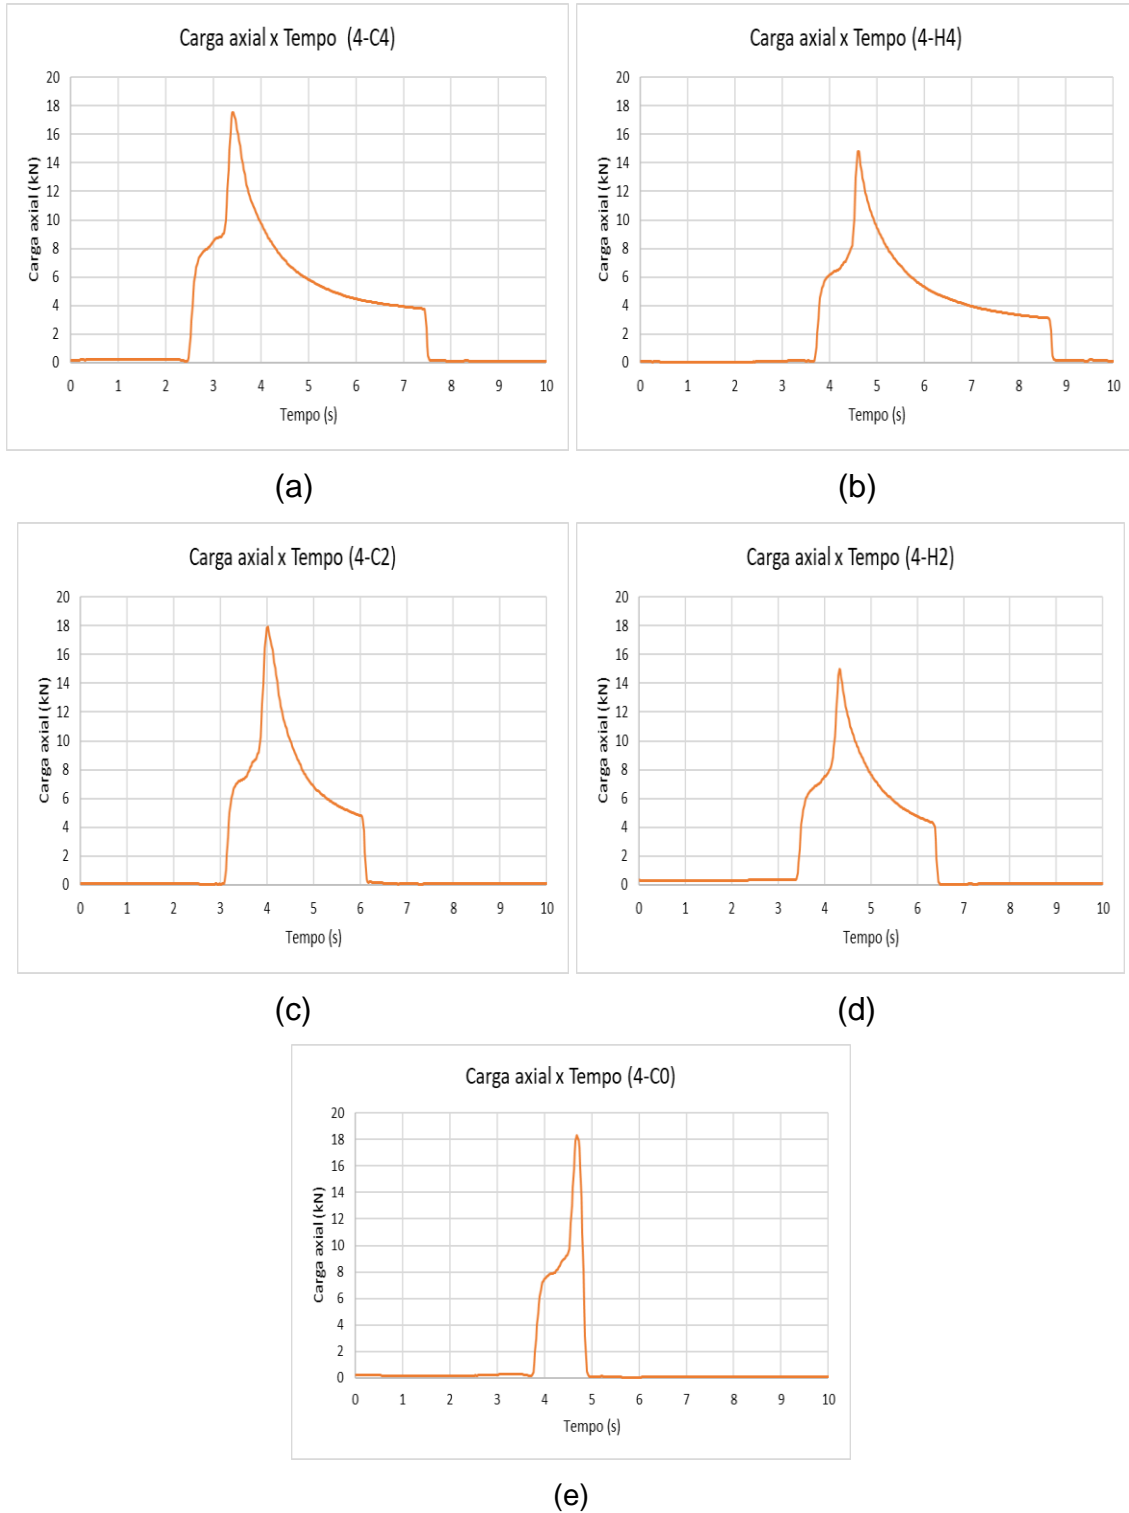 Carga axial x Tempo (4-C4)
Carga axial (kN)
20
18
16
14
12
10
8
6
4
2
0
0 1 2 3 4 5 6 7 8 9 10
Tempo (s)
(a)
Carga axial x Tempo (4-H4)
Carga axial (kN)
20
18
16
14
12
10
8
6
4
2
0
0 1 2 3 4 5 6 7 8 9 10
Tempo (s)
(b)
Carga axial x Tempo (4-C2)
Carga axial (kN)
20
18
16
14
12
10
8
6
4
2
0
0 1 2 3 4 5 6 7 8 9 10
Tempo (s)
(c)
Carga axial x Tempo (4-H2)
Carga axial (kN)
20
18
16
14
12
10
8
6
4
2
0
0 1 2 3 4 5 6 7 8 9 10
Tempo (s)
(d)
Carga axial x Tempo (4-C0)
Carga axial (kN)
20
18
16
14
12
10
8
6
4
2
0
0 1 2 3 4 5 6 7 8 9 10
Tempo (s)
(e)